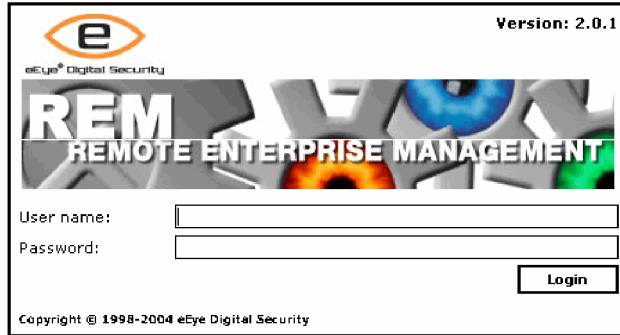 Version: 2.0.1
e
eEye® Digital Security
REM
REMOTE ENTERPRISE MANAGEMENT
User name:
Password:
Login
Copyright © 1998-2004 eEye Digital Security